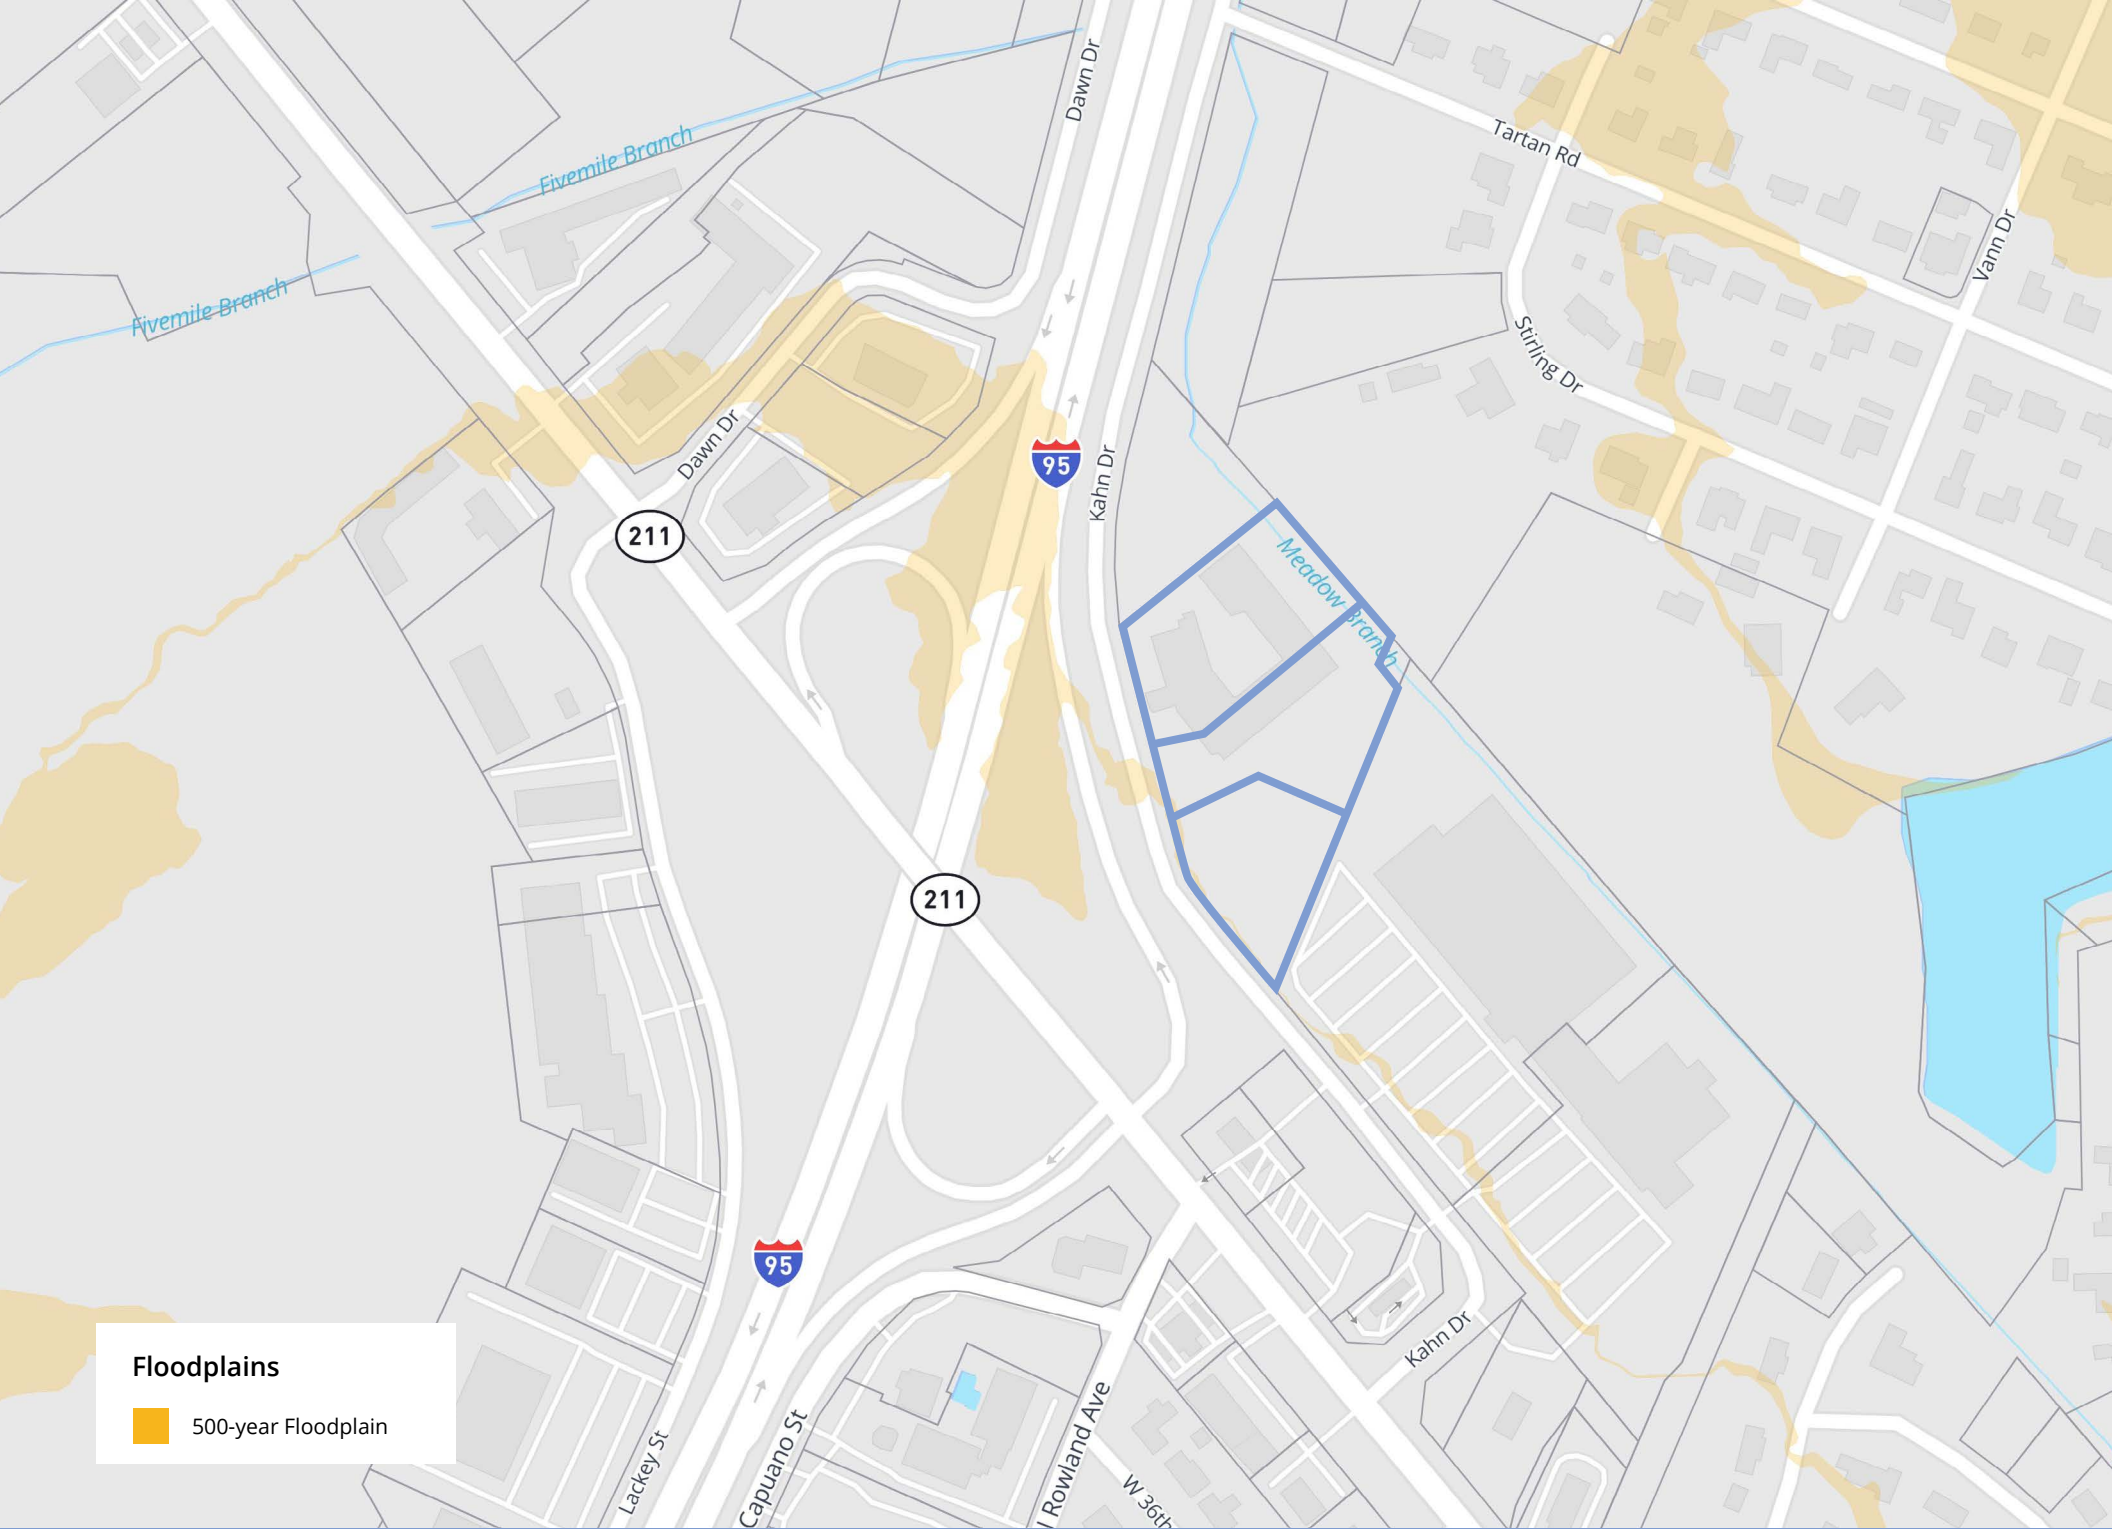 Dawn Dr
Tartan Rd
Fivemile Branch
Vann Dr
Fivemile Branch
Stirling Dr
Dawn Dr
95
Kahn Dr
211
Meadow Branch
211
95
Kahn Dr
Floodplains
500-year Floodplain
Lackey St
Capuano St
Rowland Ave
W 36th